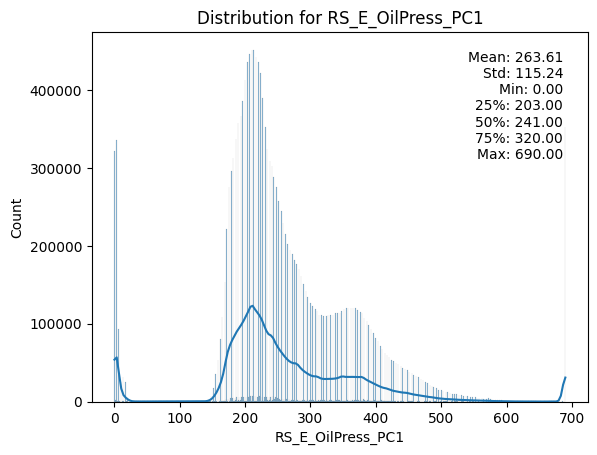 Distribution for RS_E_OilPress_PC1
Mean: 263.61
Std: 115.24
Min: 0.00
25%: 203.00
50%: 241.00
75%: 320.00
Max: 690.00
400000
300000
200000
100000
0
Count
0 100 200 300 400 500 600 700
RS_E_OilPress_PC1